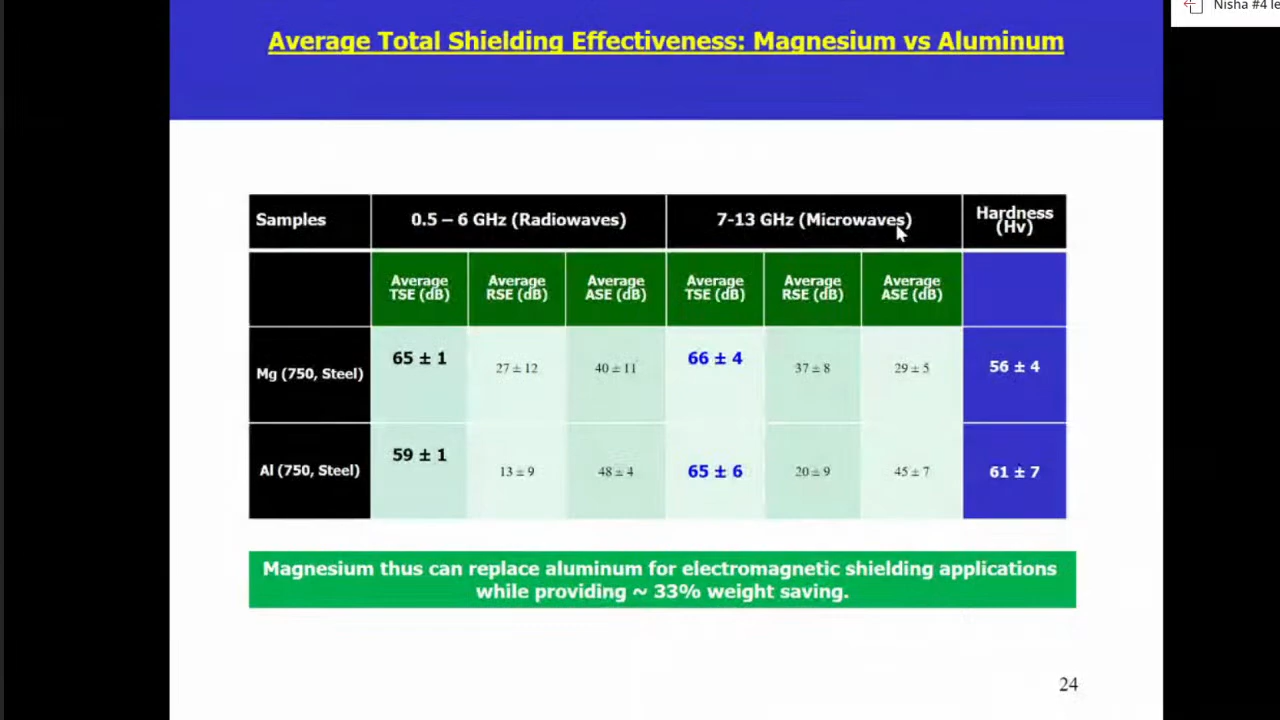 Nisha #4 le
Average Total Shielding Effectiveness: Magnesium vs Aluminum
Samples 0.5 – 6 GHz (Radiowaves) 7-13 GHz (Microwaves) Hardness
(Hv)
Average Average Average Average Average Average
TSE (dB) RSE (dB) ASE (dB) TSE (dB) RSE (dB) ASE (dB)
Mg (750, Steel) 65 ± 1 27 ± 12 40 ± 11 66 ± 4 37 ± 8 29 ± 5 56 ± 4
Al (750, Steel) 59 ± 1 13 ± 9 48 ± 4 65 ± 6 20 ± 9 45 ± 7 61 ± 7
Magnesium thus can replace aluminum for electromagnetic shielding applications
while providing ~ 33% weight saving.
24